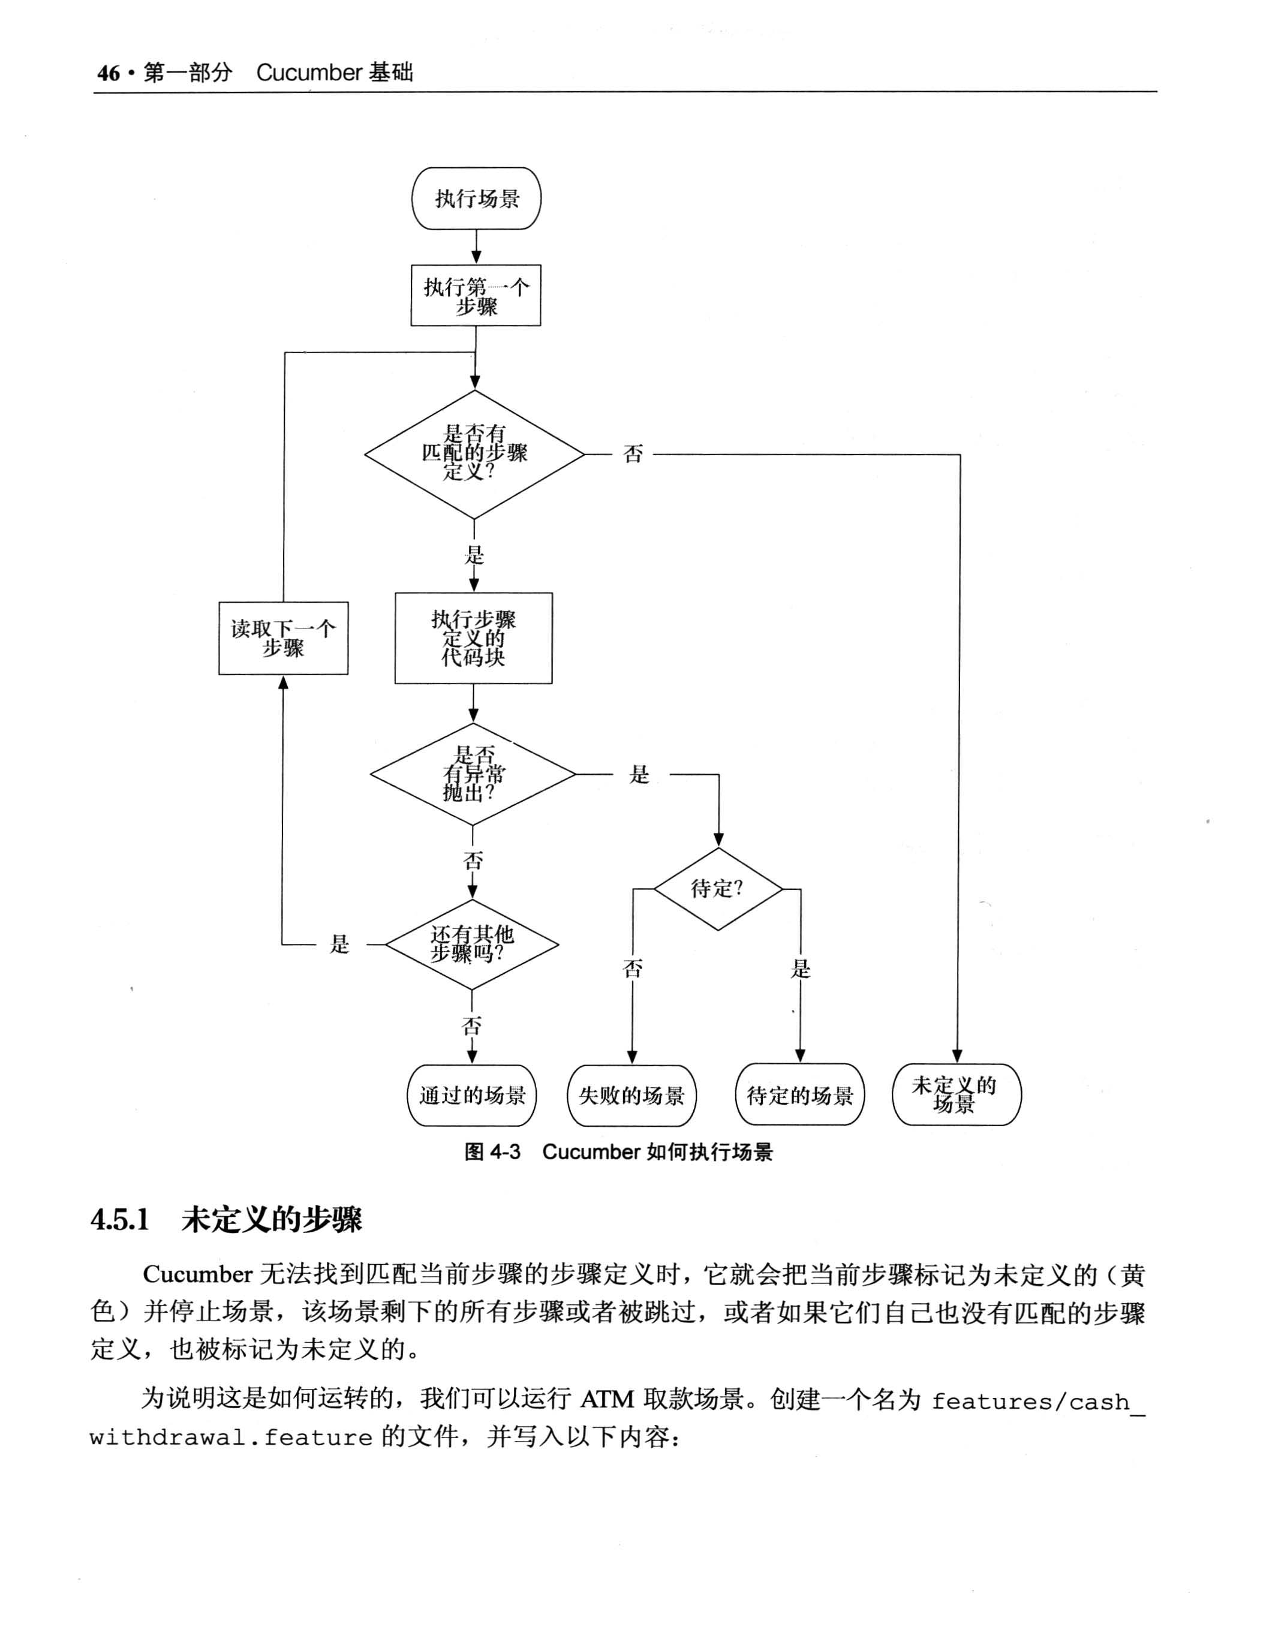 46·第一部分 Cucumber 基础
执行场景
执行第一个
步骤
是否有
匹配的步骤
定义?
否
是
读取下一个
步骤
执行步骤
定义的
代码块
是否
有异常
抛出?
是
否
待定?
还有其他
步骤吗?
是
否
是
否
通过的场景
失败的场景
待定的场景
未定义的
场景
图 4-3 Cucumber 如何执行场景
4.5.1 未定义的步骤
Cucumber 无法找到匹配当前步骤的步骤定义时，它就会把当前步骤标记为未定义的（黄
色）并停止场景，该场景剩下的所有步骤或者被跳过，或者如果它们自己也没有匹配的步骤
定义，也被标记为未定义的。
为说明这是如何运转的，我们可以运行 ATM 取款场景。创建一个名为 features/cash_
withdrawal.feature 的文件，并写入以下内容：